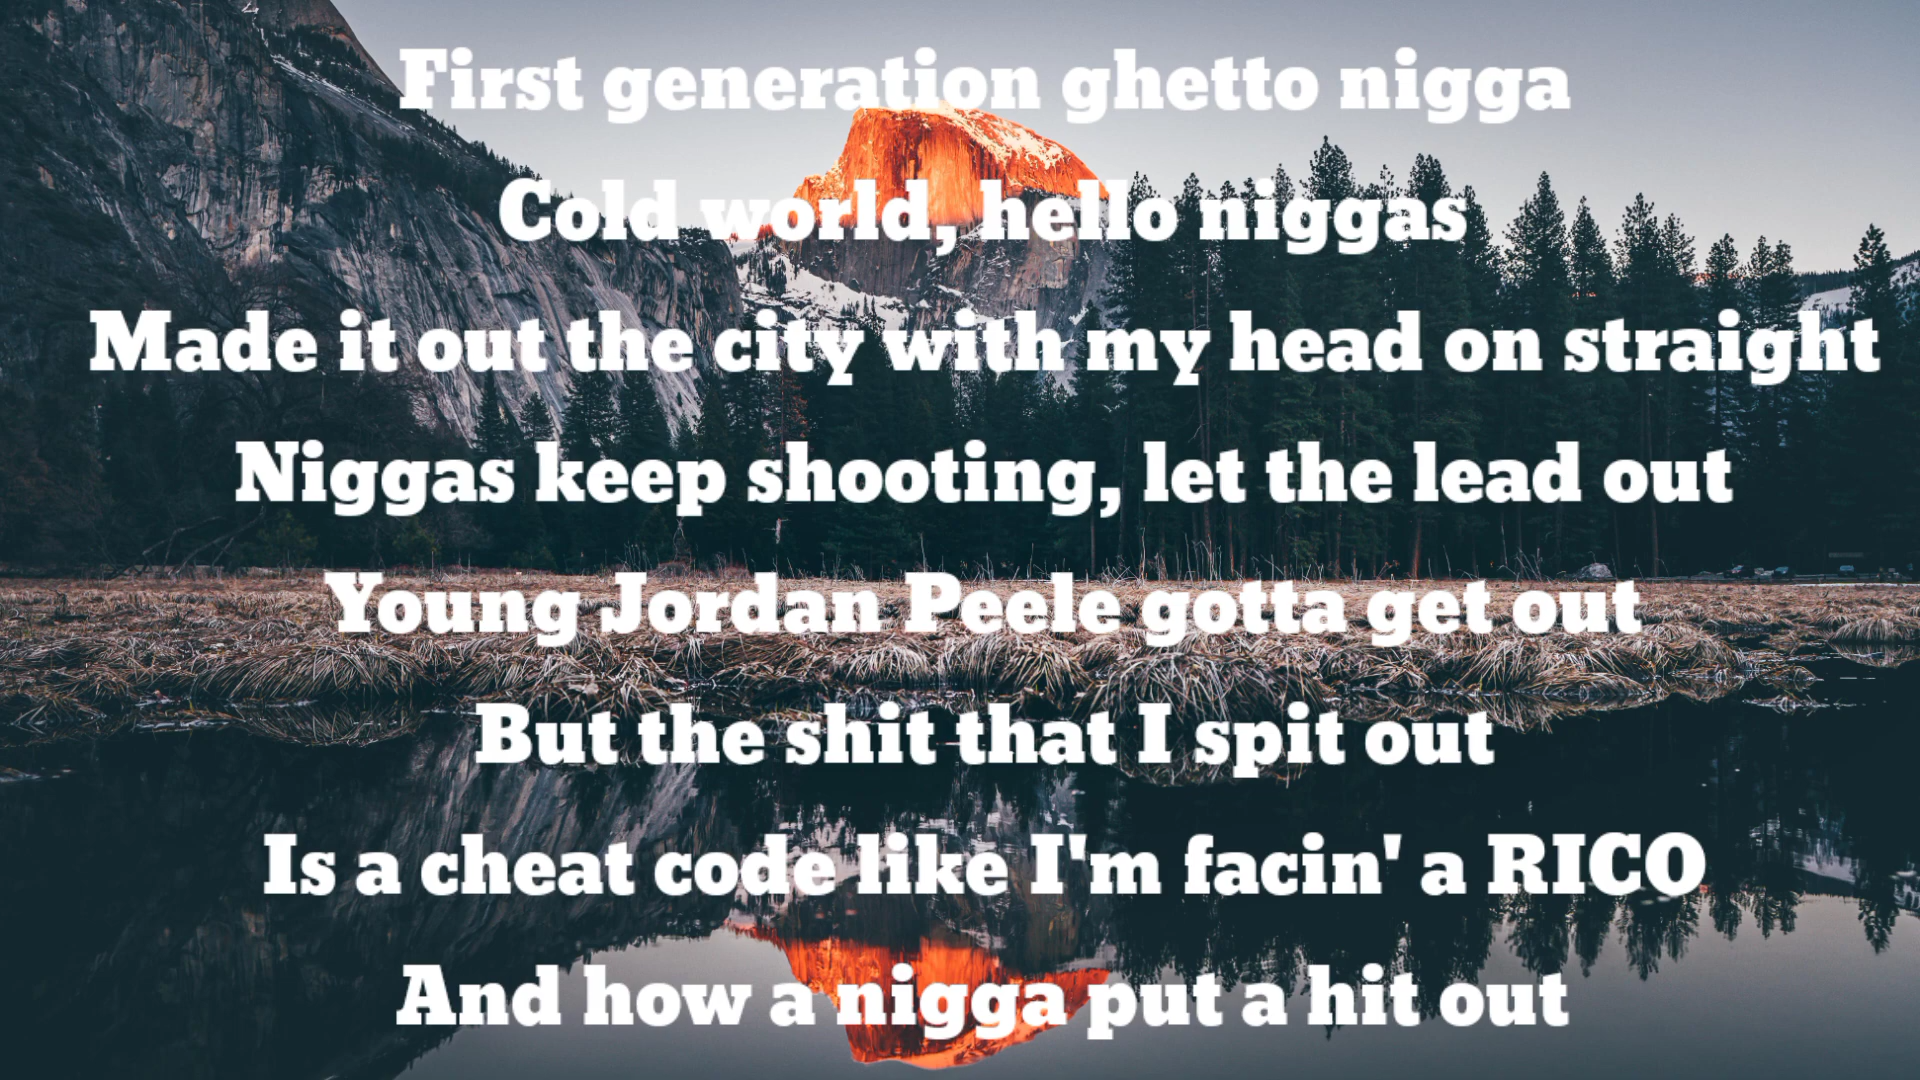 First generation ghetto nigga
Cold world, hello niggas
Made it out the city with my head on straight
Niggas keep shooting, let the lead out
Young Jordan Peele gotta get out
But the shit that I spit out
Is a cheat code like I'm facin' a RICO
And how a nigga put a hit out